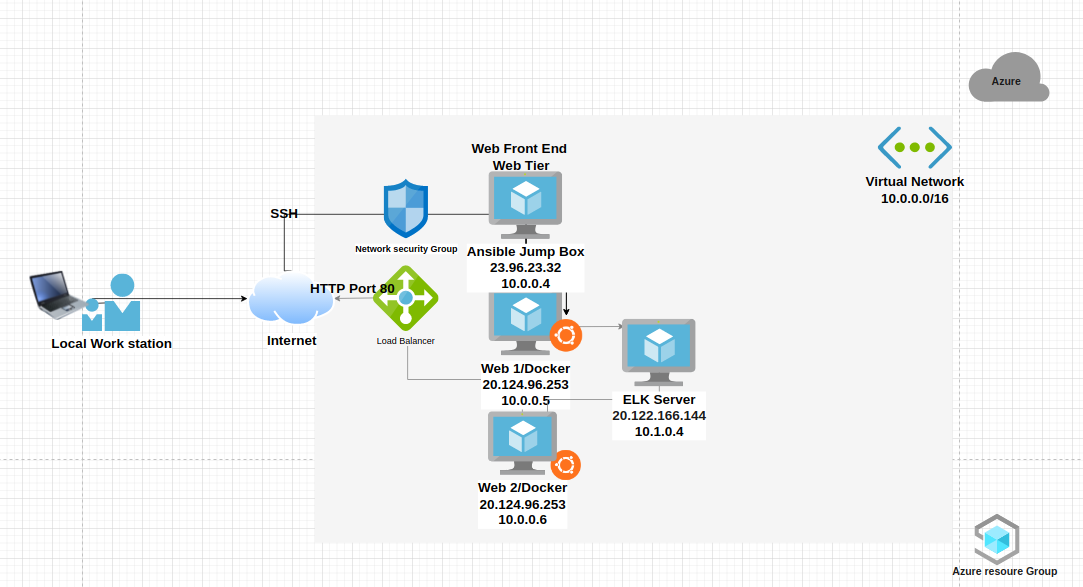 Azure
Web Front End
Web Tier
Virtual Network
10.0.0.0/16
SSH
Network security Group
Ansible Jump Box
23.96.23.32
10.0.0.4
HTTP Port 80
Local Work station
Internet
Load Balancer
Web 1/Docker
20.124.96.253
10.0.0.5
ELK Server
20.122.166.144
10.1.0.4
Web 2/Docker
20.124.96.253
10.0.0.6
Azure resoure Group